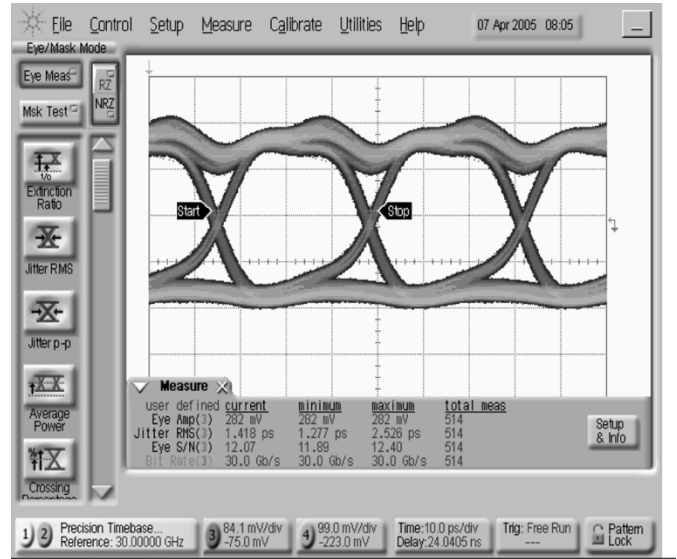 File Control Setup Measure Calibrate Utilities Help 07 Apr 2005 08:05
Eye/Mask Mode
Eye Meas
RZ
NRZ
Msk Test
1/0
Extinction
Ratio
Jitter RMS
Jitter p-p
Average
Power
%
Crossing
Start
Stop
Measure
user defined current minimum maximum total meas
Eye Amp(3) 282 mV 282 mV 282 mV 514
Jitter RMS(3) 1.418 ps 1.277 ps 2.526 ps 514
Eye S/N(3) 12.07 11.89 12.40 514
Bit Rate(3) 30.0 Gb/s 30.0 Gb/s 30.0 Gb/s 514
Setup
& Info
1 2 Precision Timebase...
Reference: 30.00000 GHz
3 84.1 mV/div
-75.0 mV
4 99.0 mV/div
-223.0 mV
Time:10.0 ps/div
Delay:24.0405 ns
Trig: Free Run
---
Pattern
Lock